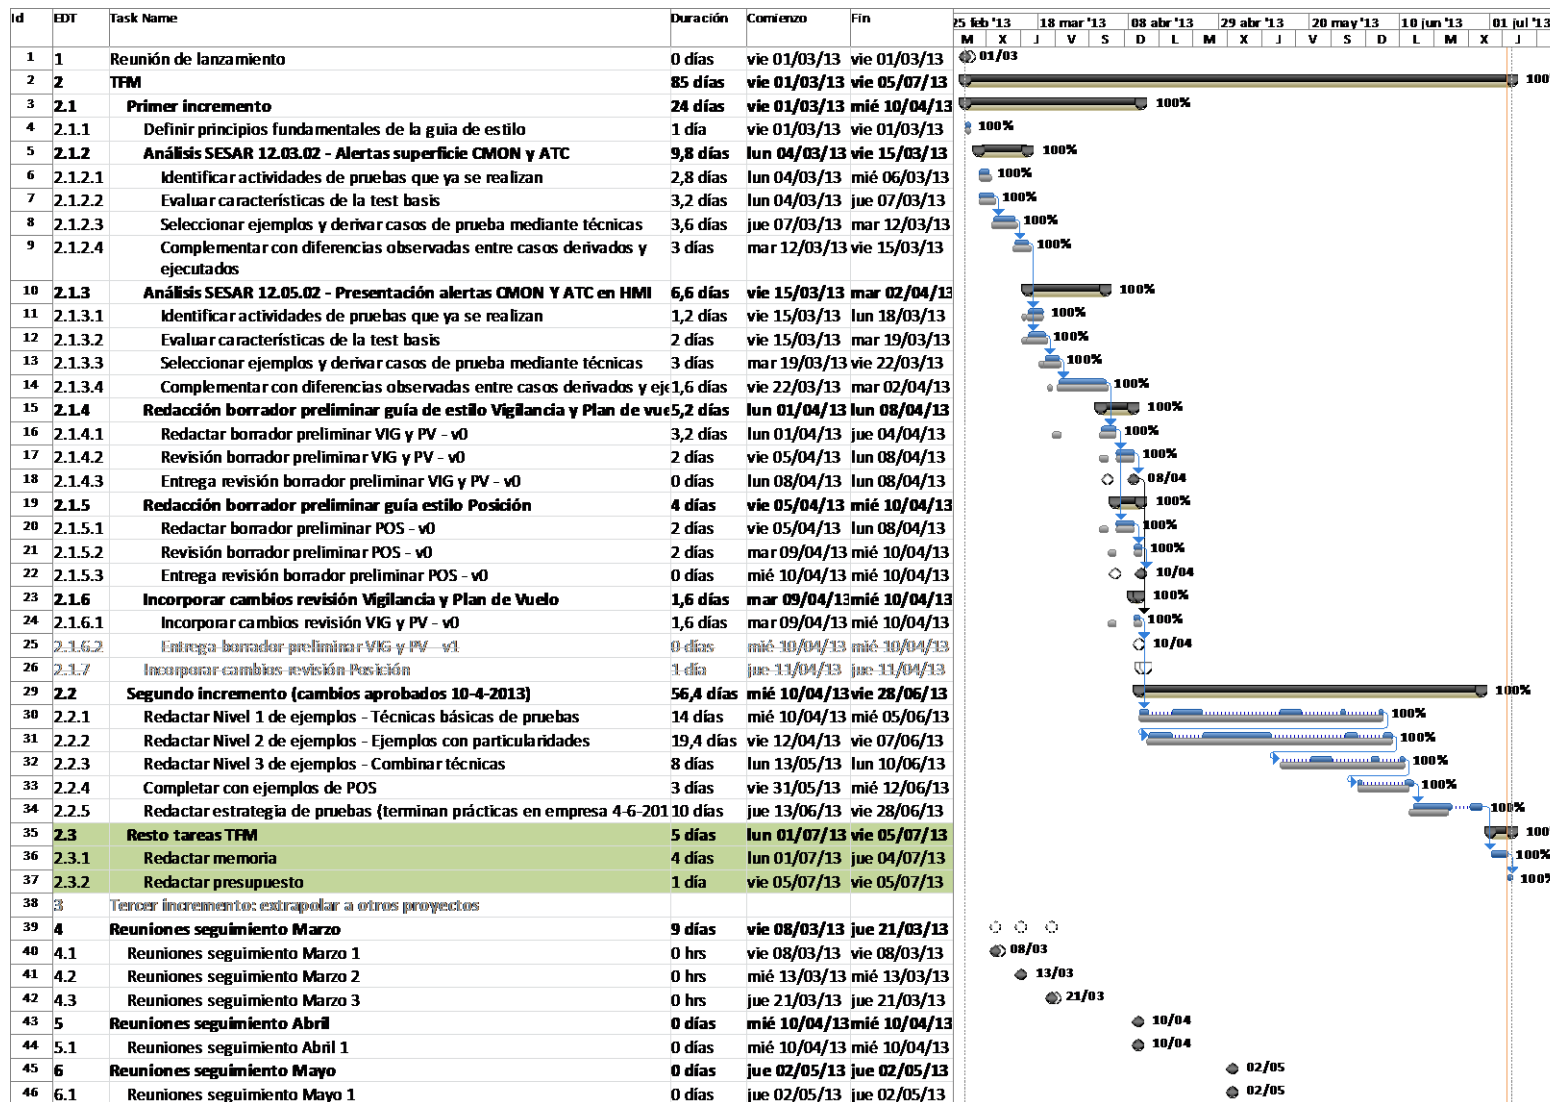 Id EDT Task Name Duración Comienzo Fin 25 feb '13 18 mar '13 08 abr '13 29 abr '13 20 may '13 10 jun '13 01 jul '13
M X J V S D L M X J V S D L M X J
1 1 Reunión de lanzamiento 0 días vie 01/03/13 vie 01/03/13 01/03
2 2 TFM 85 días vie 01/03/13 vie 05/07/13 100%
3 2.1 Primer incremento 24 días vie 01/03/13 mié 10/04/13 100%
4 2.1.1 Definir principios fundamentales de la guia de estilo 1 día vie 01/03/13 vie 01/03/13 100%
5 2.1.2 Análisis SESAR 12.03.02 - Alertas superficie CMON y ATC 9,8 días lun 04/03/13 vie 15/03/13 100%
6 2.1.2.1 Identificar actividades de pruebas que ya se realizan 2,8 días lun 04/03/13 mié 06/03/13 100%
7 2.1.2.2 Evaluar características de la test basis 3,2 días lun 04/03/13 jue 07/03/13 100%
8 2.1.2.3 Seleccionar ejemplos y derivar casos de prueba mediante técnicas 3,6 días jue 07/03/13 mar 12/03/13 100%
9 2.1.2.4 Complementar con diferencias observadas entre casos derivados y 3 días mar 12/03/13 vie 15/03/13 100%
ejecutados
10 2.1.3 Análisis SESAR 12.05.02 - Presentación alertas CMON Y ATC en HMI 6,6 días vie 15/03/13 mar 02/04/13 100%
11 2.1.3.1 Identificar actividades de pruebas que ya se realizan 1,2 días vie 15/03/13 lun 18/03/13 100%
12 2.1.3.2 Evaluar características de la test basis 2 días vie 15/03/13 mar 19/03/13 100%
13 2.1.3.3 Seleccionar ejemplos y derivar casos de prueba mediante técnicas 3 días mar 19/03/13 vie 22/03/13 100%
14 2.1.3.4 Complementar con diferencias observadas entre casos derivados y eje 1,6 días vie 22/03/13 mar 02/04/13 100%
15 2.1.4 Redacción borrador preliminar guía de estilo Vigilancia y Plan de vue 5,2 días lun 01/04/13 lun 08/04/13 100%
16 2.1.4.1 Redactar borrador preliminar VIG y PV - v0 3,2 días lun 01/04/13 jue 04/04/13 100%
17 2.1.4.2 Revisión borrador preliminar VIG y PV - v0 2 días vie 05/04/13 lun 08/04/13 100%
18 2.1.4.3 Entrega revisión borrador preliminar VIG y PV - v0 0 días lun 08/04/13 lun 08/04/13 08/04
19 2.1.5 Redacción borrador preliminar guía estilo Posición 4 días vie 05/04/13 mié 10/04/13 100%
20 2.1.5.1 Redactar borrador preliminar POS - v0 2 días vie 05/04/13 lun 08/04/13 100%
21 2.1.5.2 Revisión borrador preliminar POS - v0 2 días mar 09/04/13 mié 10/04/13 100%
22 2.1.5.3 Entrega revisión borrador preliminar POS - v0 0 días mié 10/04/13 mié 10/04/13 10/04
23 2.1.6 Incorporar cambios revisión Vigilancia y Plan de Vuelo 1,6 días mar 09/04/13 mié 10/04/13 100%
24 2.1.6.1 Incorporar cambios revisión VIG y PV - v0 1,6 días mar 09/04/13 mié 10/04/13 100%
25 2.1.6.2 Entrega borrador preliminar VIG y PV - v1 0 días mié 10/04/13 mié 10/04/13 10/04
26 2.1.7 Incorporar cambios revisión Posición 1 día jue 11/04/13 jue 11/04/13
29 2.2 Segundo incremento (cambios aprobados 10-4-2013) 56,4 días mié 10/04/13 vie 28/06/13 100%
30 2.2.1 Redactar Nivel 1 de ejemplos - Técnicas básicas de pruebas 14 días mié 10/04/13 mié 05/06/13 100%
31 2.2.2 Redactar Nivel 2 de ejemplos - Ejemplos con particularidades 19,4 días vie 12/04/13 vie 07/06/13 100%
32 2.2.3 Redactar Nivel 3 de ejemplos - Combinar técnicas 8 días lun 13/05/13 lun 10/06/13 100%
33 2.2.4 Completar con ejemplos de POS 3 días vie 31/05/13 mié 12/06/13 100%
34 2.2.5 Redactar estrategia de pruebas (terminan prácticas en empresa 4-6-201 10 días jue 13/06/13 vie 28/06/13 100%
35 2.3 Resto tareas TFM 5 días lun 01/07/13 vie 05/07/13 100
36 2.3.1 Redactar memoria 4 días lun 01/07/13 jue 04/07/13 100%
37 2.3.2 Redactar presupuesto 1 día vie 05/07/13 vie 05/07/13 100%
38 3 Tercer incremento: extrapolar a otros proyectos
39 4 Reuniones seguimiento Marzo 9 días vie 08/03/13 jue 21/03/13
40 4.1 Reuniones seguimiento Marzo 1 0 hrs vie 08/03/13 vie 08/03/13 08/03
41 4.2 Reuniones seguimiento Marzo 2 0 hrs mié 13/03/13 mié 13/03/13 13/03
42 4.3 Reuniones seguimiento Marzo 3 0 hrs jue 21/03/13 jue 21/03/13 21/03
43 5 Reuniones seguimiento Abril 0 días mié 10/04/13 mié 10/04/13 10/04
44 5.1 Reuniones seguimiento Abril 1 0 días mié 10/04/13 mié 10/04/13 10/04
45 6 Reuniones seguimiento Mayo 0 días jue 02/05/13 jue 02/05/13 02/05
46 6.1 Reuniones seguimiento Mayo 1 0 días jue 02/05/13 jue 02/05/13 02/05